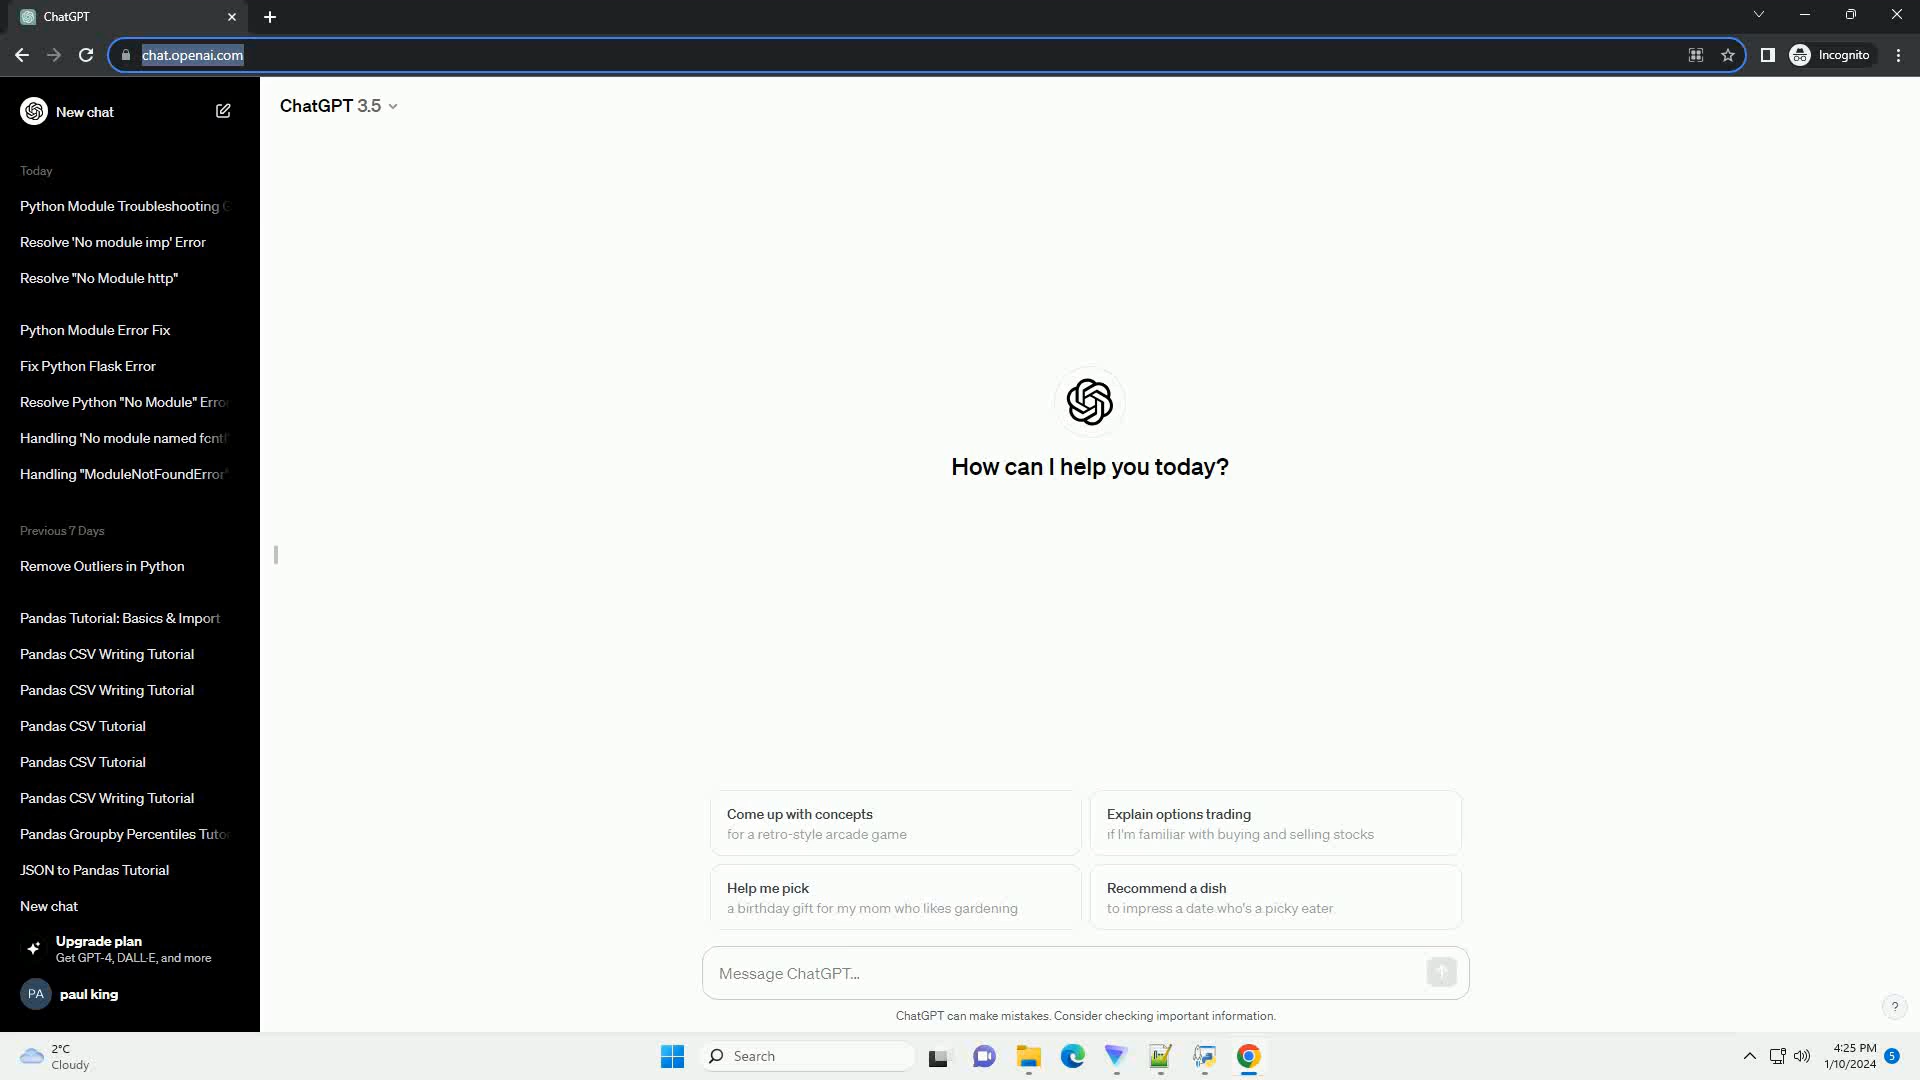 ChatGPT
chat.openai.com
Incognito
New chat
ChatGPT 3.5
Today
Python Module Troubleshooting
Resolve 'No module imp' Error
Resolve "No Module http"
Python Module Error Fix
Fix Python Flask Error
Resolve Python "No Module" Erro
Handling 'No module named fcntl'
Handling "ModuleNotFoundError"
Previous 7 Days
Remove Outliers in Python
Pandas Tutorial: Basics & Import
Pandas CSV Writing Tutorial
Pandas CSV Writing Tutorial
Pandas CSV Tutorial
Pandas CSV Tutorial
Pandas CSV Writing Tutorial
Pandas Groupby Percentiles Tutor
JSON to Pandas Tutorial
New chat
Upgrade plan
Get GPT-4, DALL·E, and more
PA paul king
How can I help you today?
Come up with concepts
for a retro-style arcade game
Explain options trading
if I'm familiar with buying and selling stocks
Help me pick
a birthday gift for my mom who likes gardening
Recommend a dish
to impress a date who's a picky eater
Message ChatGPT...
ChatGPT can make mistakes. Consider checking important information.
?
2°C
Cloudy
Search
4:25 PM
1/10/2024
5